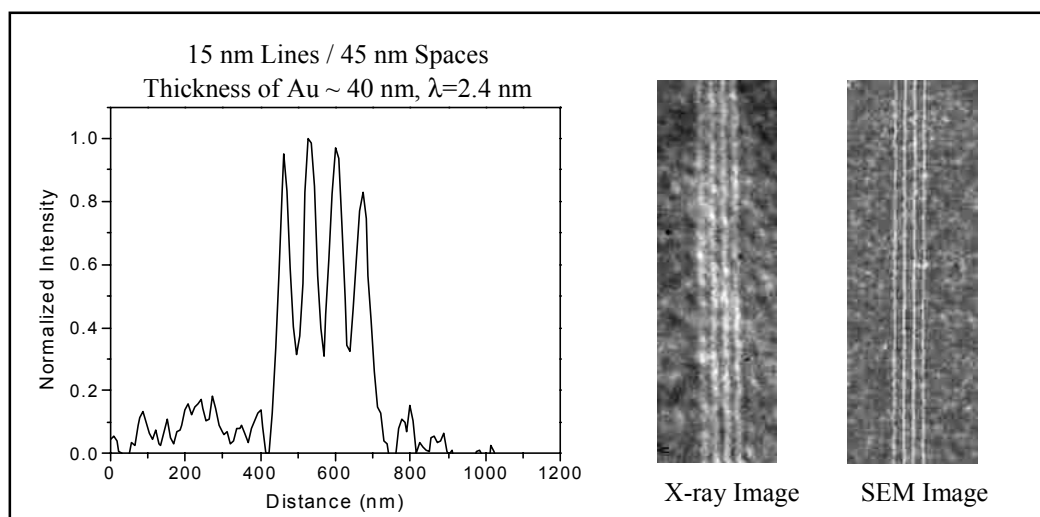 15 nm Lines / 45 nm Spaces
Thickness of Au ~ 40 nm, λ=2.4 nm
1.0
0.8
0.6
0.4
0.2
0.0
Normalized Intensity
0 200 400 600 800 1000 1200
Distance (nm)
X-ray Image
SEM Image